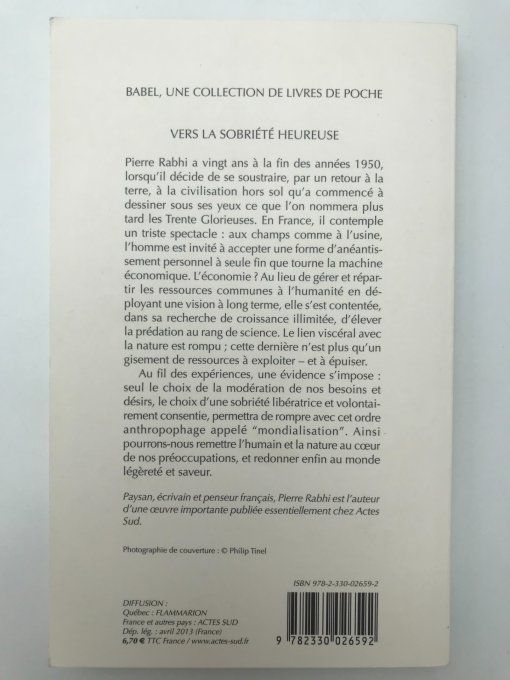 BABEL, UNE COLLECTION DE LIVRES DE POCHE
VERS LA SOBRIÉTÉ HEUREUSE
Pierre Rabhi a vingt ans à la fin des années 1950,
lorsqu'il décide de se soustraire, par un retour à la
terre, à la civilisation hors sol qu'a commencé à
dessiner sous ses yeux ce que l'on nommera plus
tard les Trente Glorieuses. En France, il contemple
un triste spectacle : aux champs comme à l'usine,
l'homme est invité à accepter une forme d'anéantis-
sement personnel à seule fin que tourne la machine
économique. L'économie ? Au lieu de gérer et répar-
tir les ressources communes à l'humanité en dé-
ployant une vision à long terme, elle s'est contentée,
dans sa recherche de croissance illimitée, d'élever
la prédation au rang de science. Le lien viscéral avec
la nature est rompu ; cette dernière n'est plus qu'un
gisement de ressources à exploiter – et à épuiser.
Au fil des expériences, une évidence s'impose :
seul le choix de la modération de nos besoins et
désirs, le choix d'une sobriété libératrice et volontai-
rement consentie, permettra de rompre avec cet ordre
anthropophage appelé “mondialisation”. Ainsi
pourrons-nous remettre l'humain et la nature au cœur
de nos préoccupations, et redonner enfin au monde
légèreté et saveur.
Paysan, écrivain et penseur français, Pierre Rabhi est l'auteur
d'une œuvre importante publiée essentiellement chez Actes
Sud.
Photographie de couverture : © Philip Tinel
ISBN 978-2-330-02659-2
DIFFUSION :
Québec : FLAMMARION
France et autres pays : ACTES SUD
Dép. lég. : avril 2013 (France)
6,70 € TTC France / www.actes-sud.fr
9 782330 026592